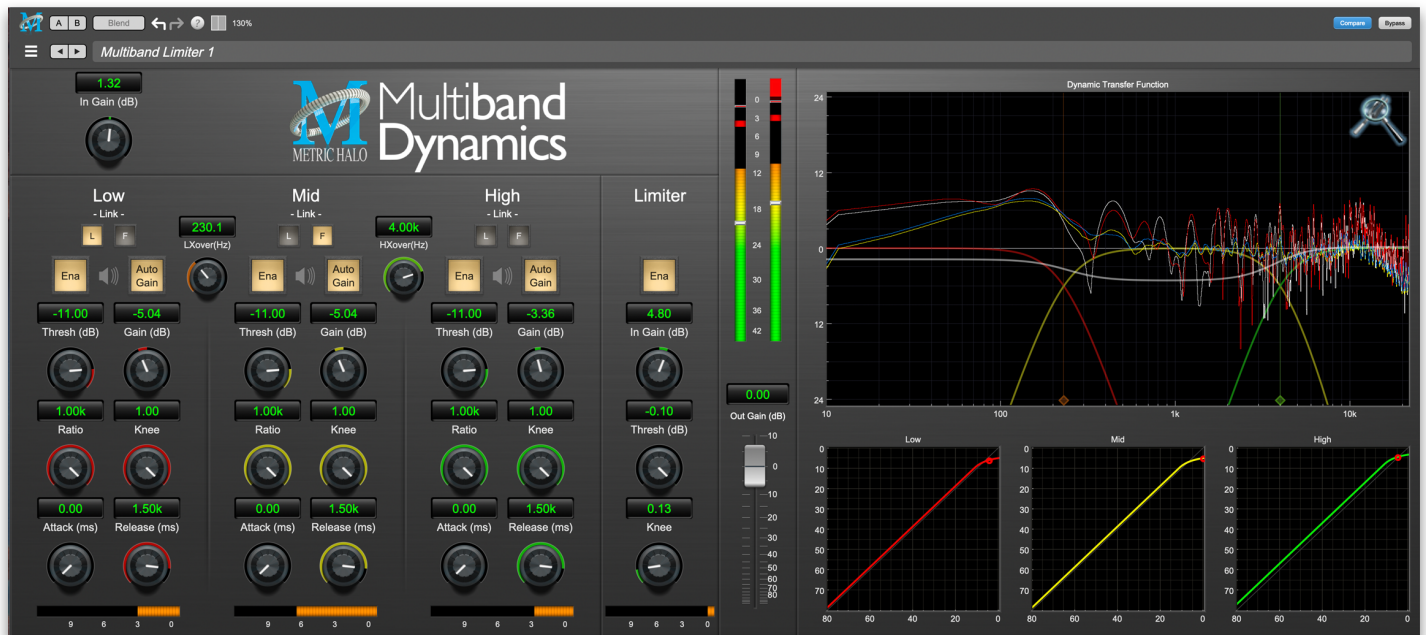 A B Blend ? 130% Compare Bypass
Multiband Limiter 1
1.32
In Gain (dB)
METRIC HALO
Multiband
Dynamics
Low
- Link -
L F
230.1
LXover(Hz)
Mid
- Link -
L F
4.00k
HXover(Hz)
High
- Link -
L F
Limiter
Ena
Auto
Gain
Ena
Auto
Gain
Ena
Auto
Gain
Ena
-11.00 -5.04 -11.00 -5.04 -11.00 -3.36 4.80
Thresh (dB) Gain (dB) Thresh (dB) Gain (dB) Thresh (dB) Gain (dB) In Gain (dB)
1.00k 1.00 1.00k 1.00 1.00k 1.00 -0.10
Ratio Knee Ratio Knee Ratio Knee Thresh (dB)
0.00 1.50k 0.00 1.50k 0.00 1.50k 0.13
Attack (ms) Release (ms) Attack (ms) Release (ms) Attack (ms) Release (ms) Knee
9 6 3 0 9 6 3 0 9 6 3 0 9 6 3 0
0
3
6
9
12
18
24
30
36
42
0.00
Out Gain (dB)
10
0
10
20
30
40
50
60
70
80
Dynamic Transfer Function
24
12
0
12
24
10 100 1k 10k
Low
0
10
20
30
40
50
60
70
80 60 40 20 0
Mid
0
10
20
30
40
50
60
70
80 60 40 20 0
High
0
10
20
30
40
50
60
70
80 60 40 20 0